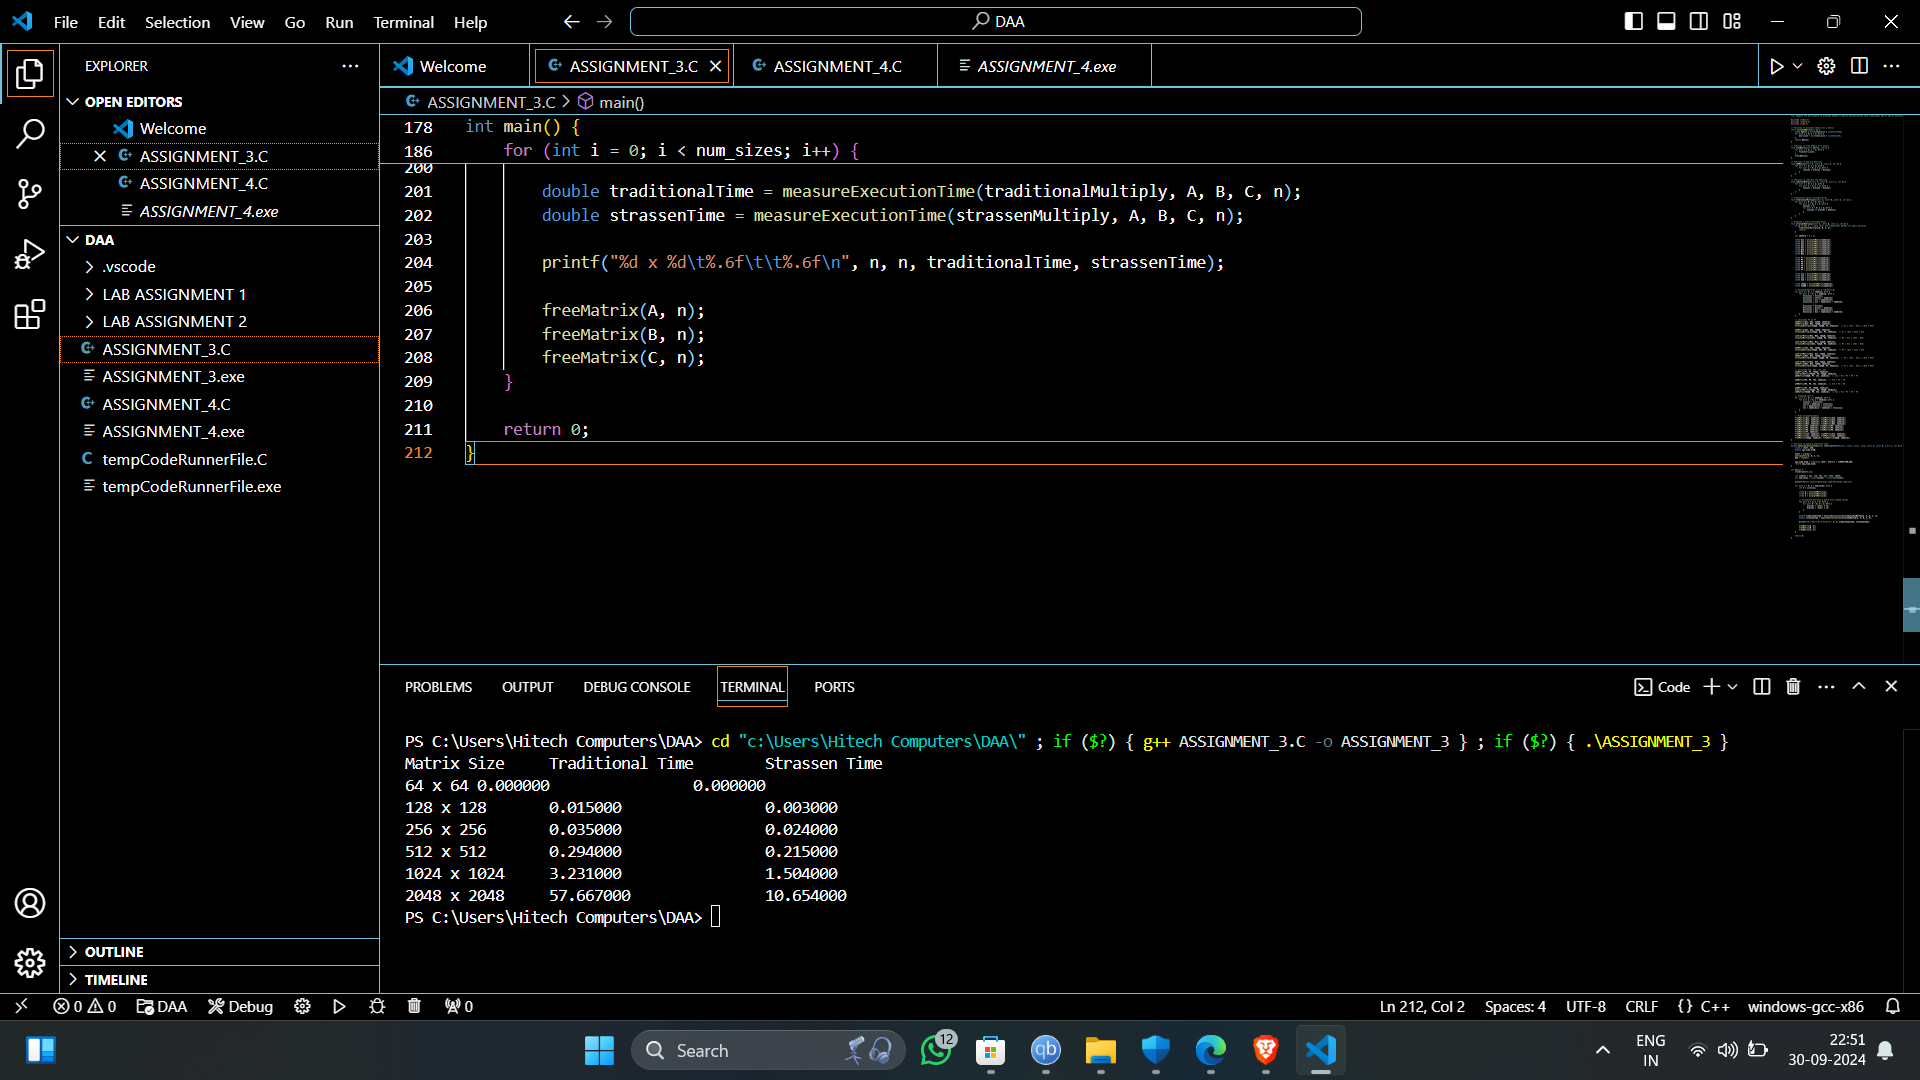 File Edit Selection View Go Run Terminal Help DAA
EXPLORER
OPEN EDITORS
Welcome
ASSIGNMENT_3.C
ASSIGNMENT_4.C
ASSIGNMENT_4.exe
DAA
.vscode
LAB ASSIGNMENT 1
LAB ASSIGNMENT 2
ASSIGNMENT_3.C
ASSIGNMENT_3.exe
ASSIGNMENT_4.C
ASSIGNMENT_4.exe
tempCodeRunnerFile.C
tempCodeRunnerFile.exe
OUTLINE
TIMELINE
Welcome ASSIGNMENT_3.C ASSIGNMENT_4.C ASSIGNMENT_4.exe
ASSIGNMENT_3.C > main()
178 int main() {
186 for (int i = 0; i < num_sizes; i++) {
200
201 double traditionalTime = measureExecutionTime(traditionalMultiply, A, B, C, n);
202 double strassenTime = measureExecutionTime(strassenMultiply, A, B, C, n);
203
204 printf("%d x %d\t%.6f\t\t%.6f\n", n, n, traditionalTime, strassenTime);
205
206 freeMatrix(A, n);
207 freeMatrix(B, n);
208 freeMatrix(C, n);
209 }
210
211 return 0;
212 }
PROBLEMS OUTPUT DEBUG CONSOLE TERMINAL PORTS Code
PS C:\Users\Hitech Computers\DAA> cd "c:\Users\Hitech Computers\DAA\" ; if ($?) { g++ ASSIGNMENT_3.C -o ASSIGNMENT_3 } ; if ($?) { .\ASSIGNMENT_3 }
Matrix Size Traditional Time Strassen Time
64 x 64 0.000000 0.000000
128 x 128 0.015000 0.003000
256 x 256 0.035000 0.024000
512 x 512 0.294000 0.215000
1024 x 1024 3.231000 1.504000
2048 x 2048 57.667000 10.654000
PS C:\Users\Hitech Computers\DAA>
0 0 DAA Debug 0 Ln 212, Col 2 Spaces: 4 UTF-8 CRLF {} C++ windows-gcc-x86
Search 12 qb ENG IN 22:51
30-09-2024